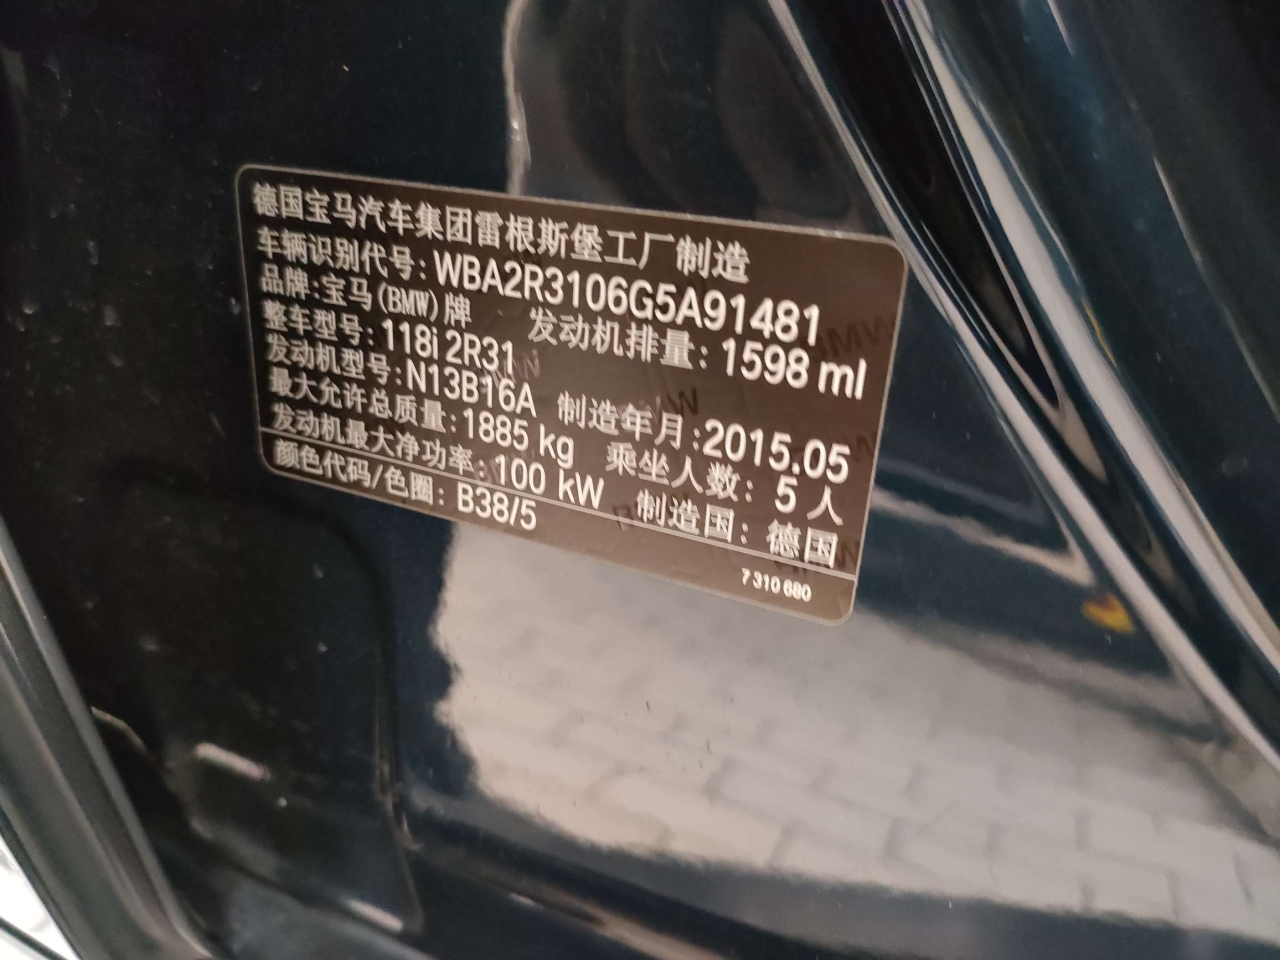 德国宝马汽车集团雷根斯堡工厂制造
车辆识别代号: WBA2R3106G5A91481
品牌: 宝马(BMW)牌 发动机排量: 1598 ml
整车型号: 118i 2R31
发动机型号: N13B16A 制造年月: 2015.05
最大允许总质量: 1885 kg 乘坐人数: 5 人
发动机最大净功率: 100 kW 制造国: 德国
颜色代码/色圈: B38/5
7 310 680